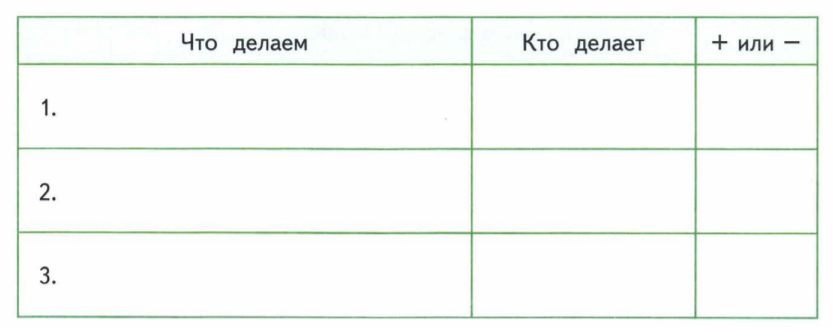 Что делаем Кто делает + или −
1.
2.
3.